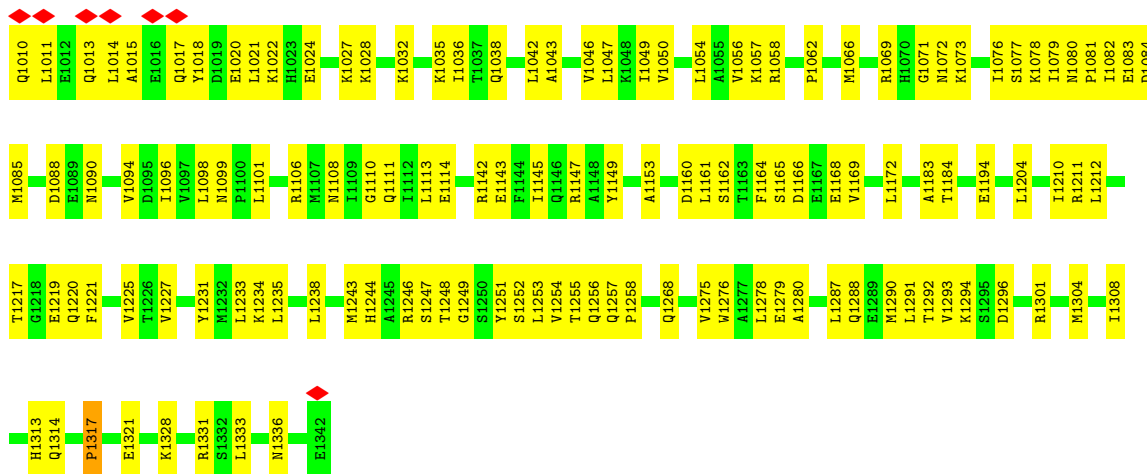 Q1010 L1011 E1012 Q1013 L1014 A1015 E1016 Q1017 Y1018 D1019 E1020 L1021 K1022 H1023 E1024 K1027 K1028 K1032 K1035 I1036 T1037 Q1038 L1042 A1043 V1046 L1047 K1048 I1049 V1050 L1054 A1055 V1056 K1057 R1058 P1062 M1066 R1069 H1070 G1071 N1072 K1073 I1076 S1077 K1078 I1079 N1080 P1081 I1082 E1083 D1084
M1085 D1088 E1089 N1090 V1094 D1095 I1096 V1097 L1098 N1099 P1100 L1101 R1106 M1107 N1108 I1109 G1110 Q1111 I1112 L1113 E1114 R1142 E1143 F1144 I1145 Q1146 R1147 A1148 Y1149 A1153 D1160 L1161 S1162 T1163 F1164 S1165 D1166 E1167 E1168 V1169 L1172 A1183 T1184 E1194 L1204 I1210 R1211 L1212
T1217 G1218 E1219 Q1220 F1221 V1225 T1226 V1227 Y1231 M1232 L1233 K1234 L1235 L1238 M1243 H1244 A1245 R1246 S1247 T1248 G1249 S1250 Y1251 S1252 L1253 V1254 T1255 Q1256 Q1257 P1258 Q1268 V1275 W1276 A1277 L1278 E1279 A1280 L1287 Q1288 E1289 M1290 L1291 T1292 V1293 K1294 S1295 D1296 R1301 M1304 I1308
H1313 Q1314 P1317 E1321 K1328 R1331 S1332 L1333 N1336 E1342